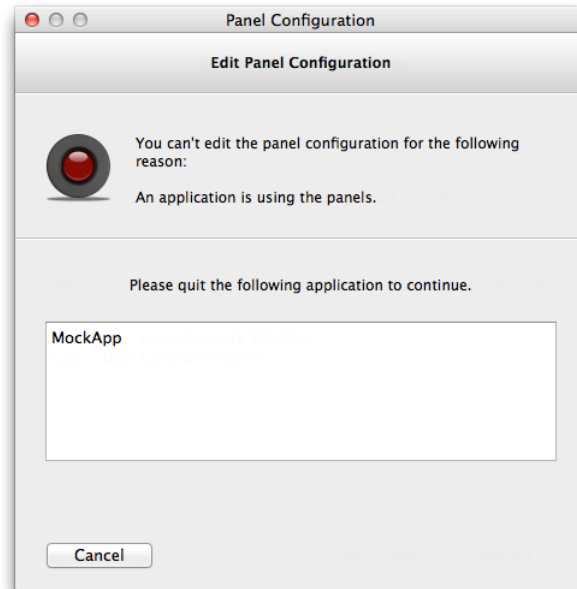 Panel Configuration
Edit Panel Configuration
You can't edit the panel configuration for the following
reason:
An application is using the panels.
Please quit the following application to continue.
MockApp
Cancel